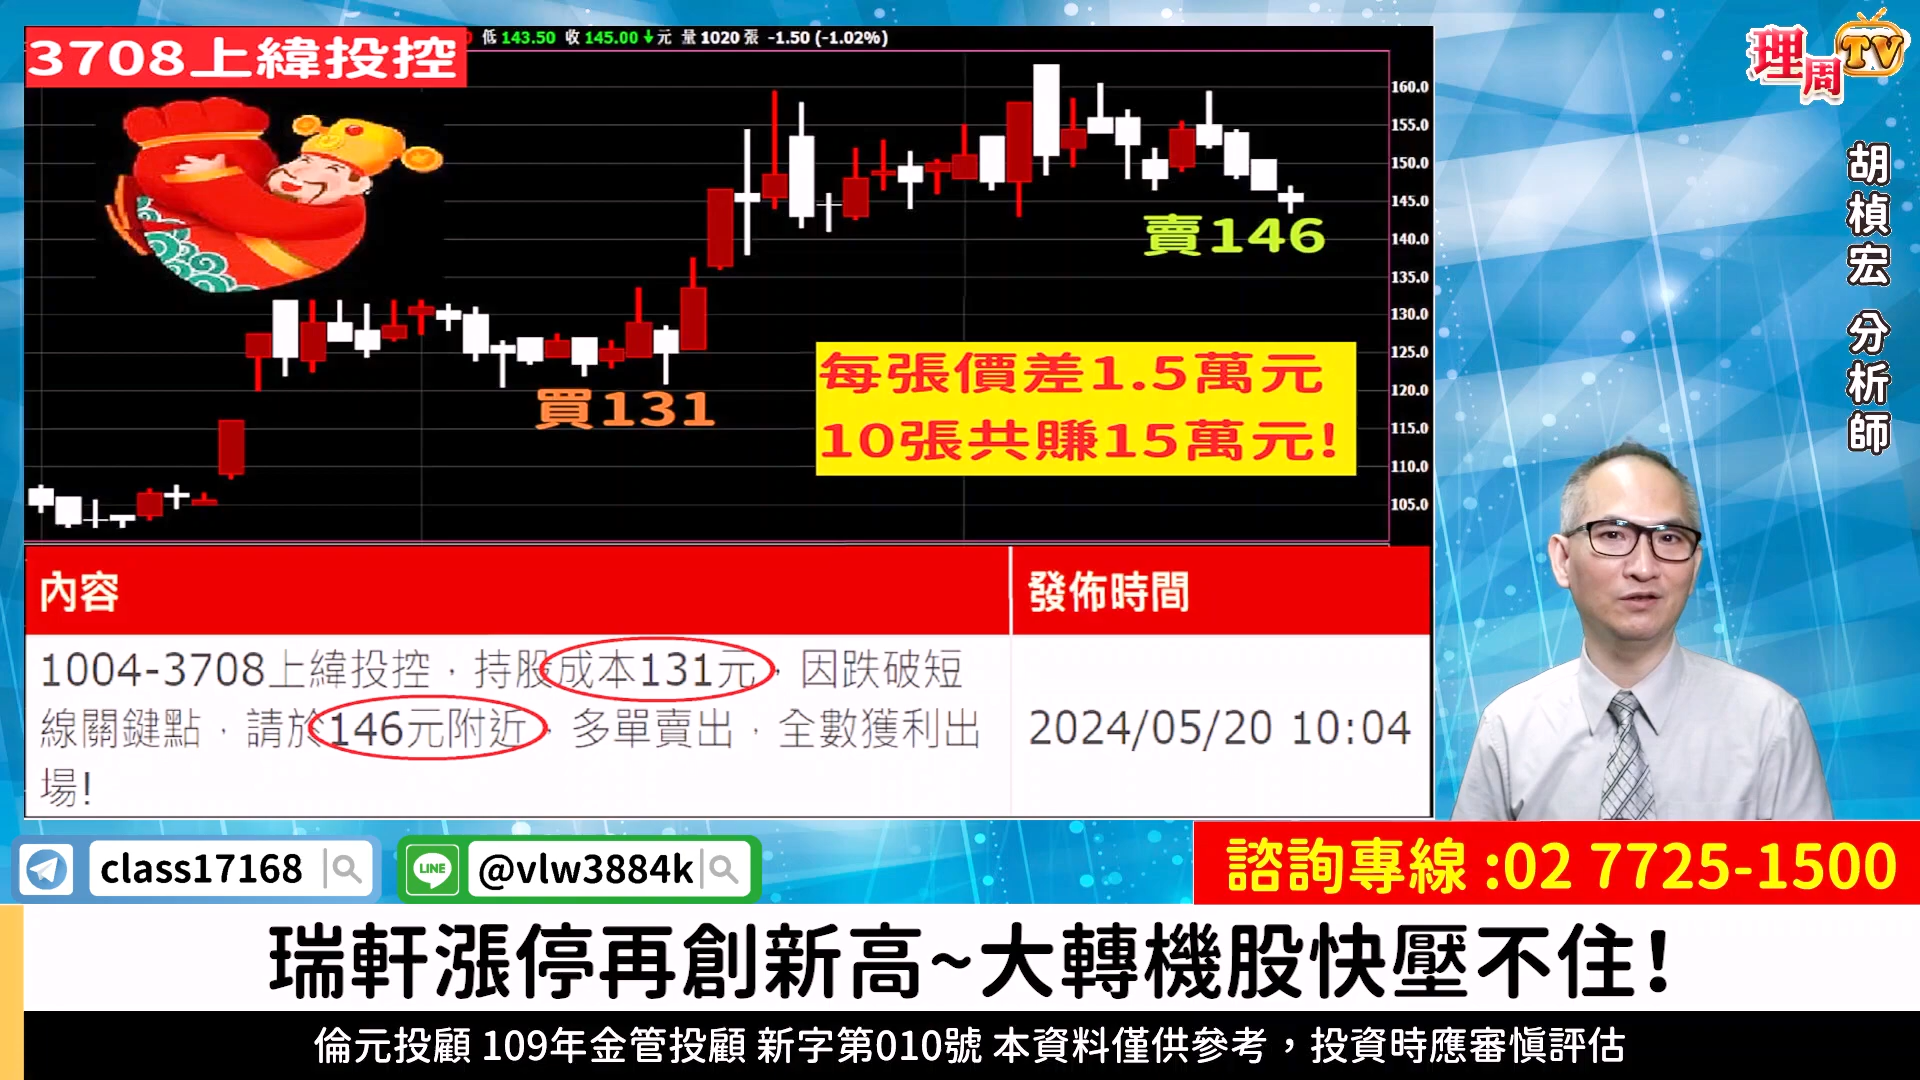 3708上緯投控
低 143.50 收 145.00↓元 量 1020 張 -1.50 (-1.02%)
理周TV
胡楨宏 分析師
160.0
155.0
150.0
145.0
140.0
135.0
130.0
125.0
120.0
115.0
110.0
105.0
賣146
買131
每張價差1.5萬元
10張共賺15萬元!
內容
發佈時間
1004-3708上緯投控，持股成本131元，因跌破短
線關鍵點，請於146元附近，多單賣出，全數獲利出
場!
2024/05/20 10:04
class17168
LINE
@vlw3884k
諮詢專線 :02 7725-1500
瑞軒漲停再創新高~大轉機股快壓不住!
倫元投顧 109年金管投顧 新字第010號 本資料僅供參考，投資時應審慎評估